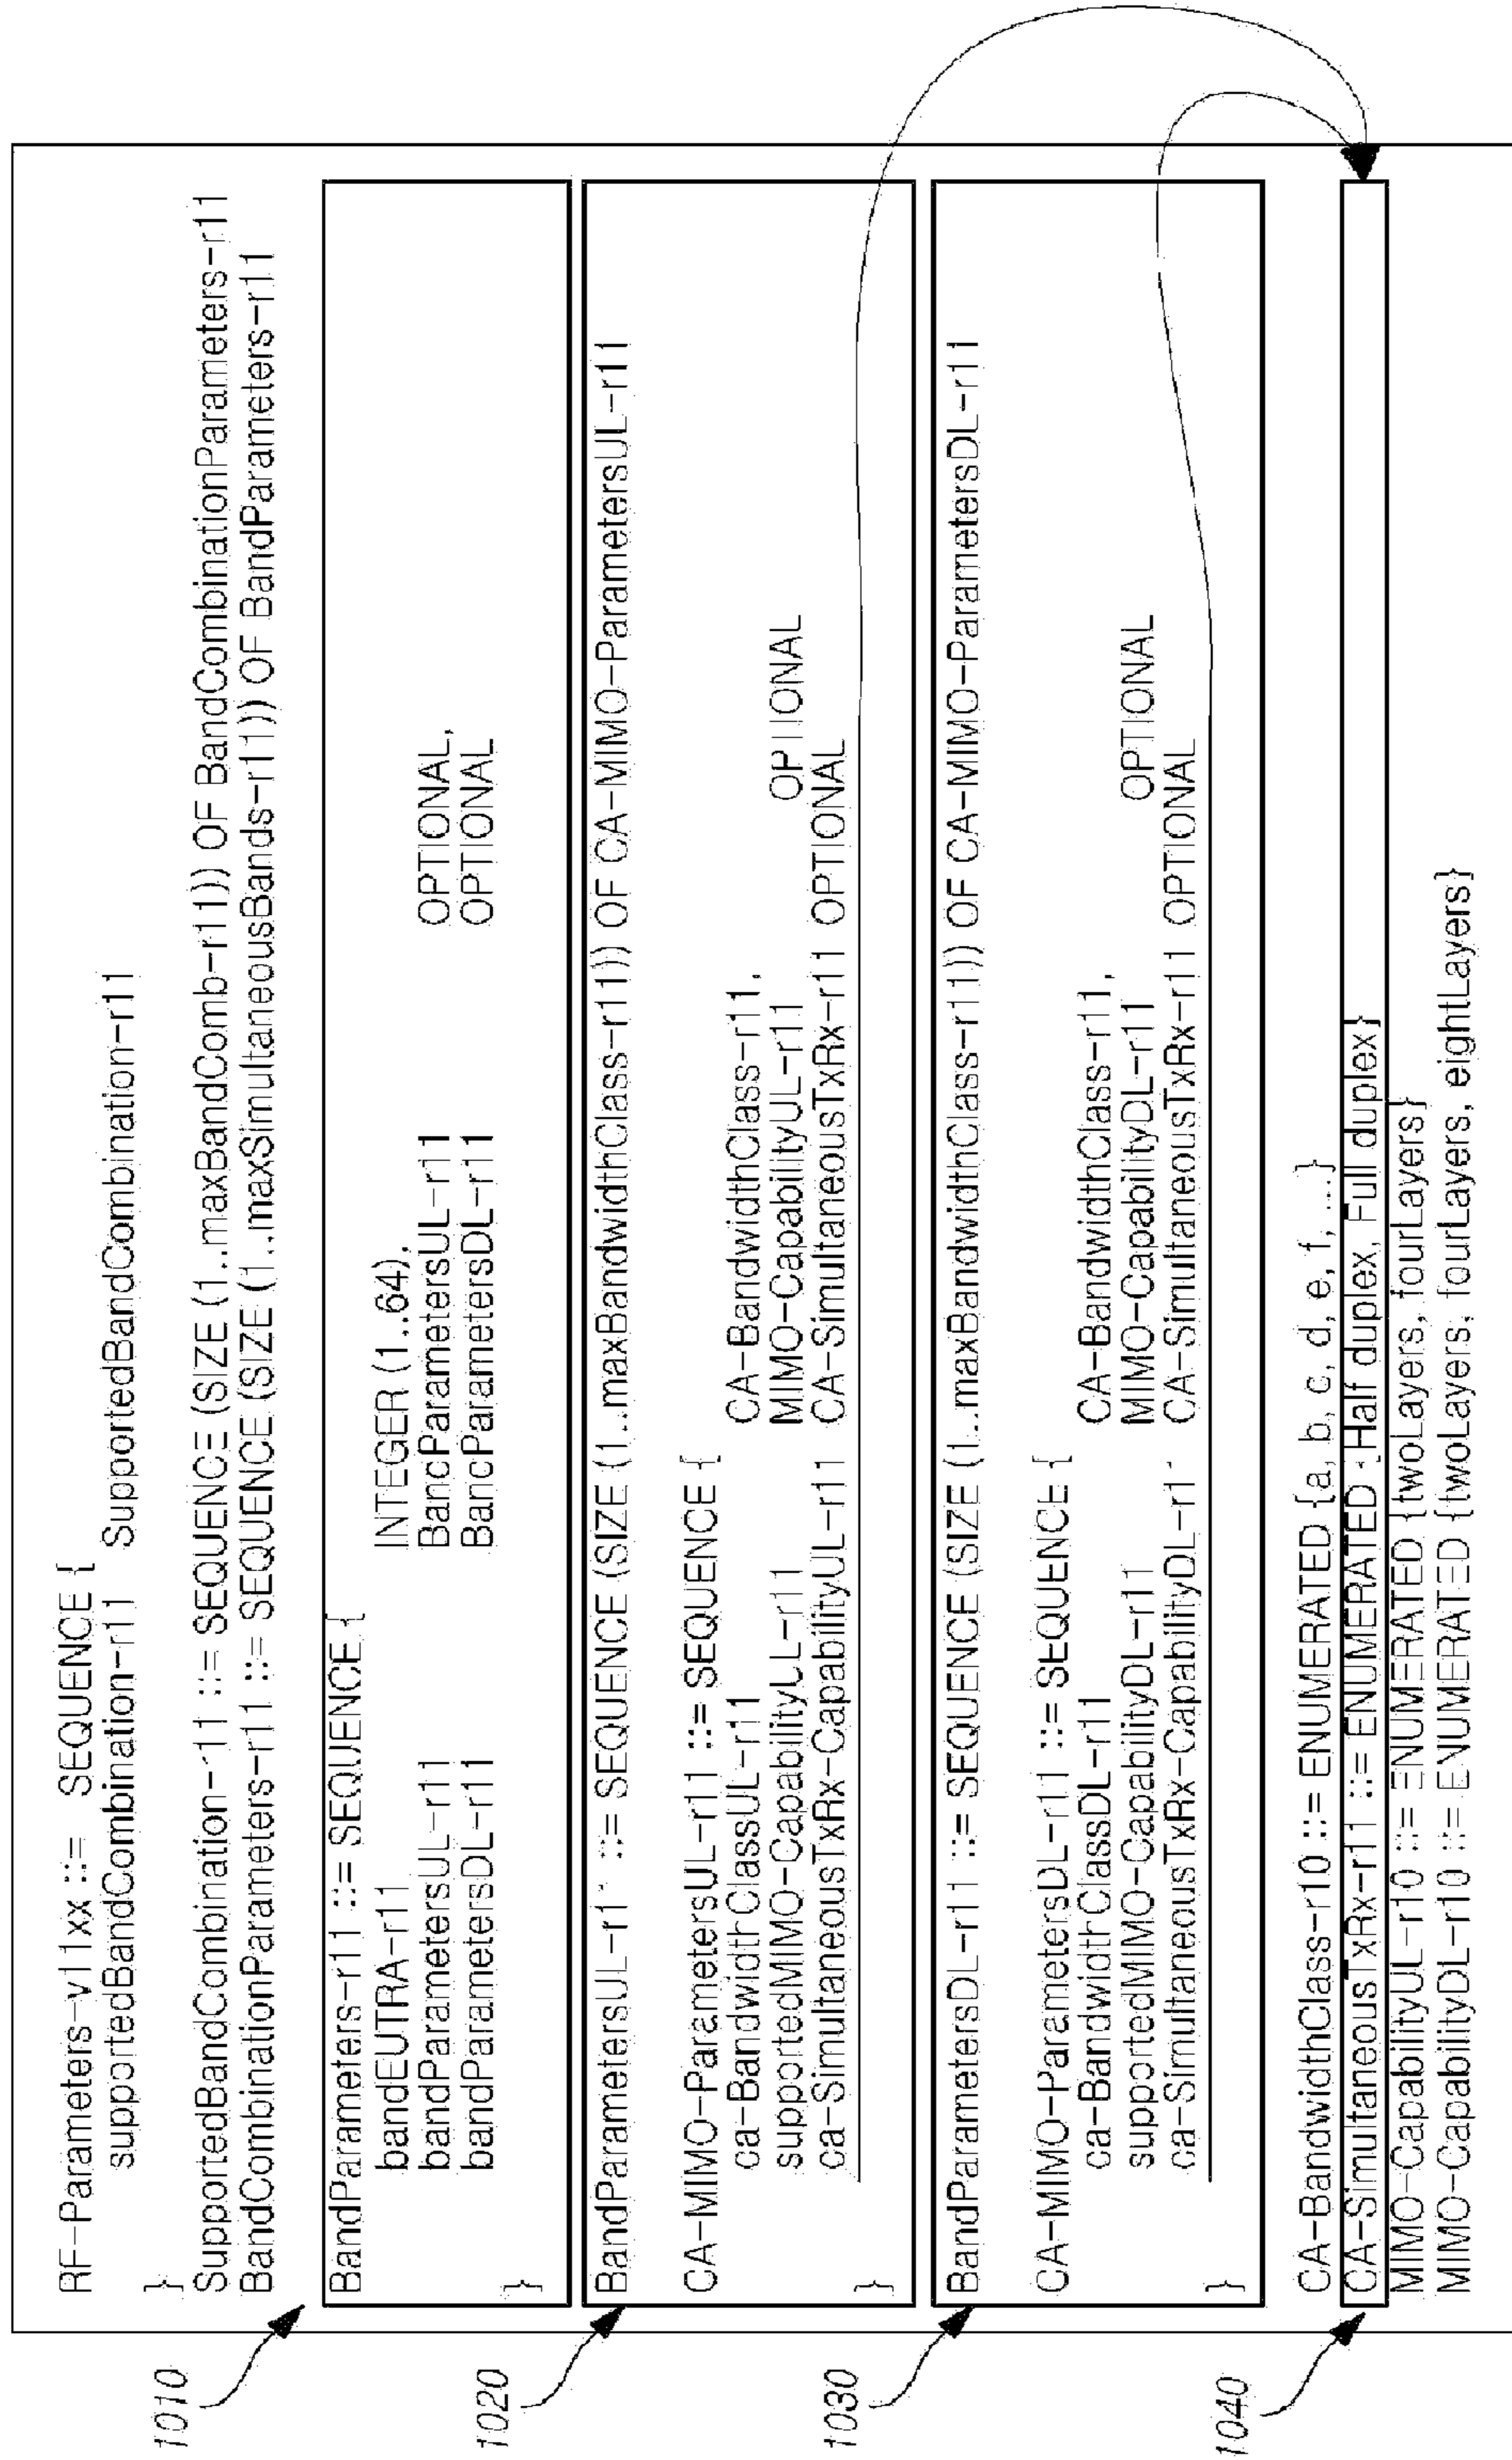 RF-Parameters-v11xx ::= SEQUENCE {
supportedBandCombination-r11 SupportedBandCombination-r11
}
SupportedBandCombination-r11 ::= SEQUENCE (SIZE (1..maxBandComb-r11)) OF BandCombinationParameters-r11
BandCombinationParameters-r11 ::= SEQUENCE (SIZE (1..maxSimultaneousBands-r11)) OF BandParameters-r11
1010
BandParameters-r11 ::= SEQUENCE {
bandEUTRA-r11 INTEGER (1..64),
bandParametersUL-r11 BandParametersUL-r11 OPTIONAL,
bandParametersDL-r11 BandParametersDL-r11 OPTIONAL
}
1020
BandParametersUL-r11 ::= SEQUENCE (SIZE (1..maxBandwidthClass-r11)) OF CA-MIMO-ParametersUL-r11
CA-MIMO-ParametersUL-r11 ::= SEQUENCE {
ca-BandwidthClassUL-r11 CA-BandwidthClass-r11,
supportedMIMO-CapabilityUL-r11 MIMO-CapabilityUL-r11 OPTIONAL
ca-SimultaneousTxRx-CapabilityUL-r11 CA-SimultaneousTxRx-r11 OPTIONAL
}
1030
BandParametersDL-r11 ::= SEQUENCE (SIZE (1..maxBandwidthClass-r11)) OF CA-MIMO-ParametersDL-r11
CA-MIMO-ParametersDL-r11 ::= SEQUENCE {
ca-BandwidthClassDL-r11 CA-BandwidthClass-r11,
supportedMIMO-CapabilityDL-r11 MIMO-CapabilityDL-r11 OPTIONAL
ca-SimultaneousTxRx-CapabilityDL-r11 CA-SimultaneousTxRx-r11 OPTIONAL
}
CA-BandwidthClass-r10 ::= ENUMERATED {a, b, c, d, e, f, ...}
1040
CA-SimultaneousTxRx-r11 ::= ENUMERATED {Half duplex, Full duplex}
MIMO-CapabilityUL-r10 ::= ENUMERATED {twoLayers, fourLayers}
MIMO-CapabilityDL-r10 ::= ENUMERATED {twoLayers, fourLayers, eightLayers}